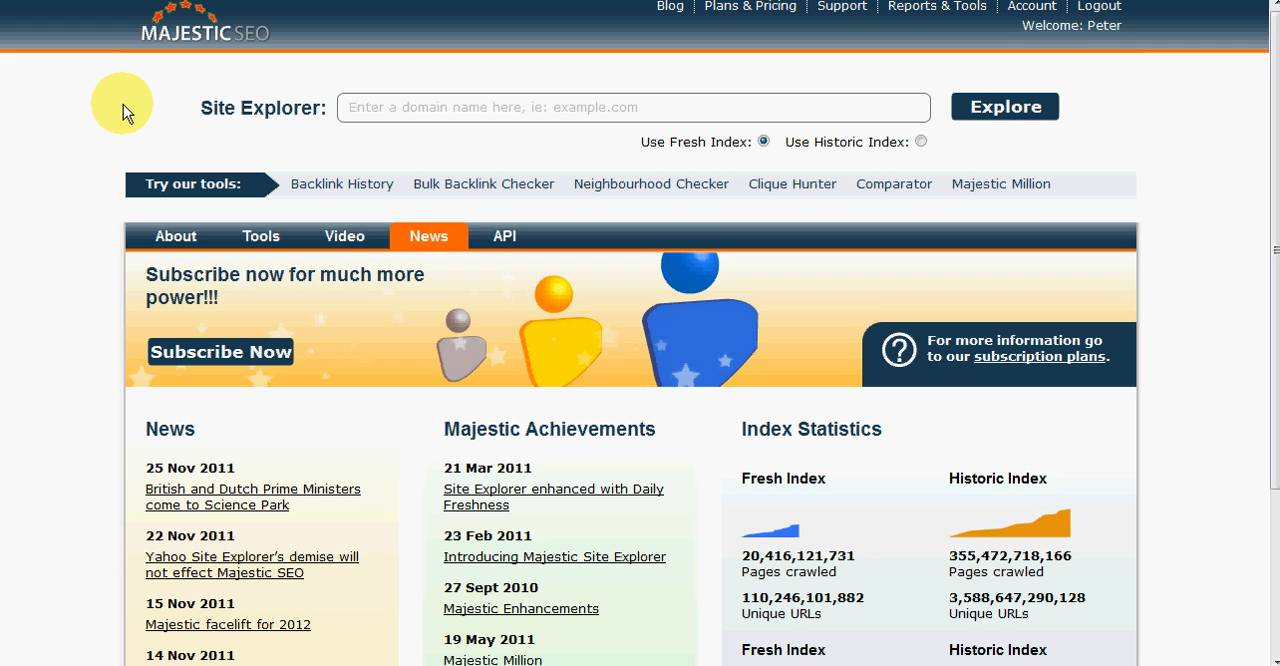 Blog
Plans & Pricing
Support
Reports & Tools
Account
Logout
MAJESTIC SEO
Welcome: Peter
Site Explorer:
Enter a domain name here, ie: example.com
Explore
Use Fresh Index:
Use Historic Index:
Try our tools:
Backlink History
Bulk Backlink Checker
Neighbourhood Checker
Clique Hunter
Comparator
Majestic Million
About
Tools
Video
News
API
Subscribe now for much more
power!!!
Subscribe Now
?
For more information go
to our subscription plans.
News
25 Nov 2011
British and Dutch Prime Ministers
come to Science Park
22 Nov 2011
Yahoo Site Explorer's demise will
not effect Majestic SEO
15 Nov 2011
Majestic facelift for 2012
14 Nov 2011
Majestic Achievements
21 Mar 2011
Site Explorer enhanced with Daily
Freshness
23 Feb 2011
Introducing Majestic Site Explorer
27 Sept 2010
Majestic Enhancements
19 May 2011
Majestic Million
Index Statistics
Fresh Index
Historic Index
20,416,121,731
Pages crawled
355,472,718,166
Pages crawled
110,246,101,882
Unique URLs
3,588,647,290,128
Unique URLs
Fresh Index
Historic Index